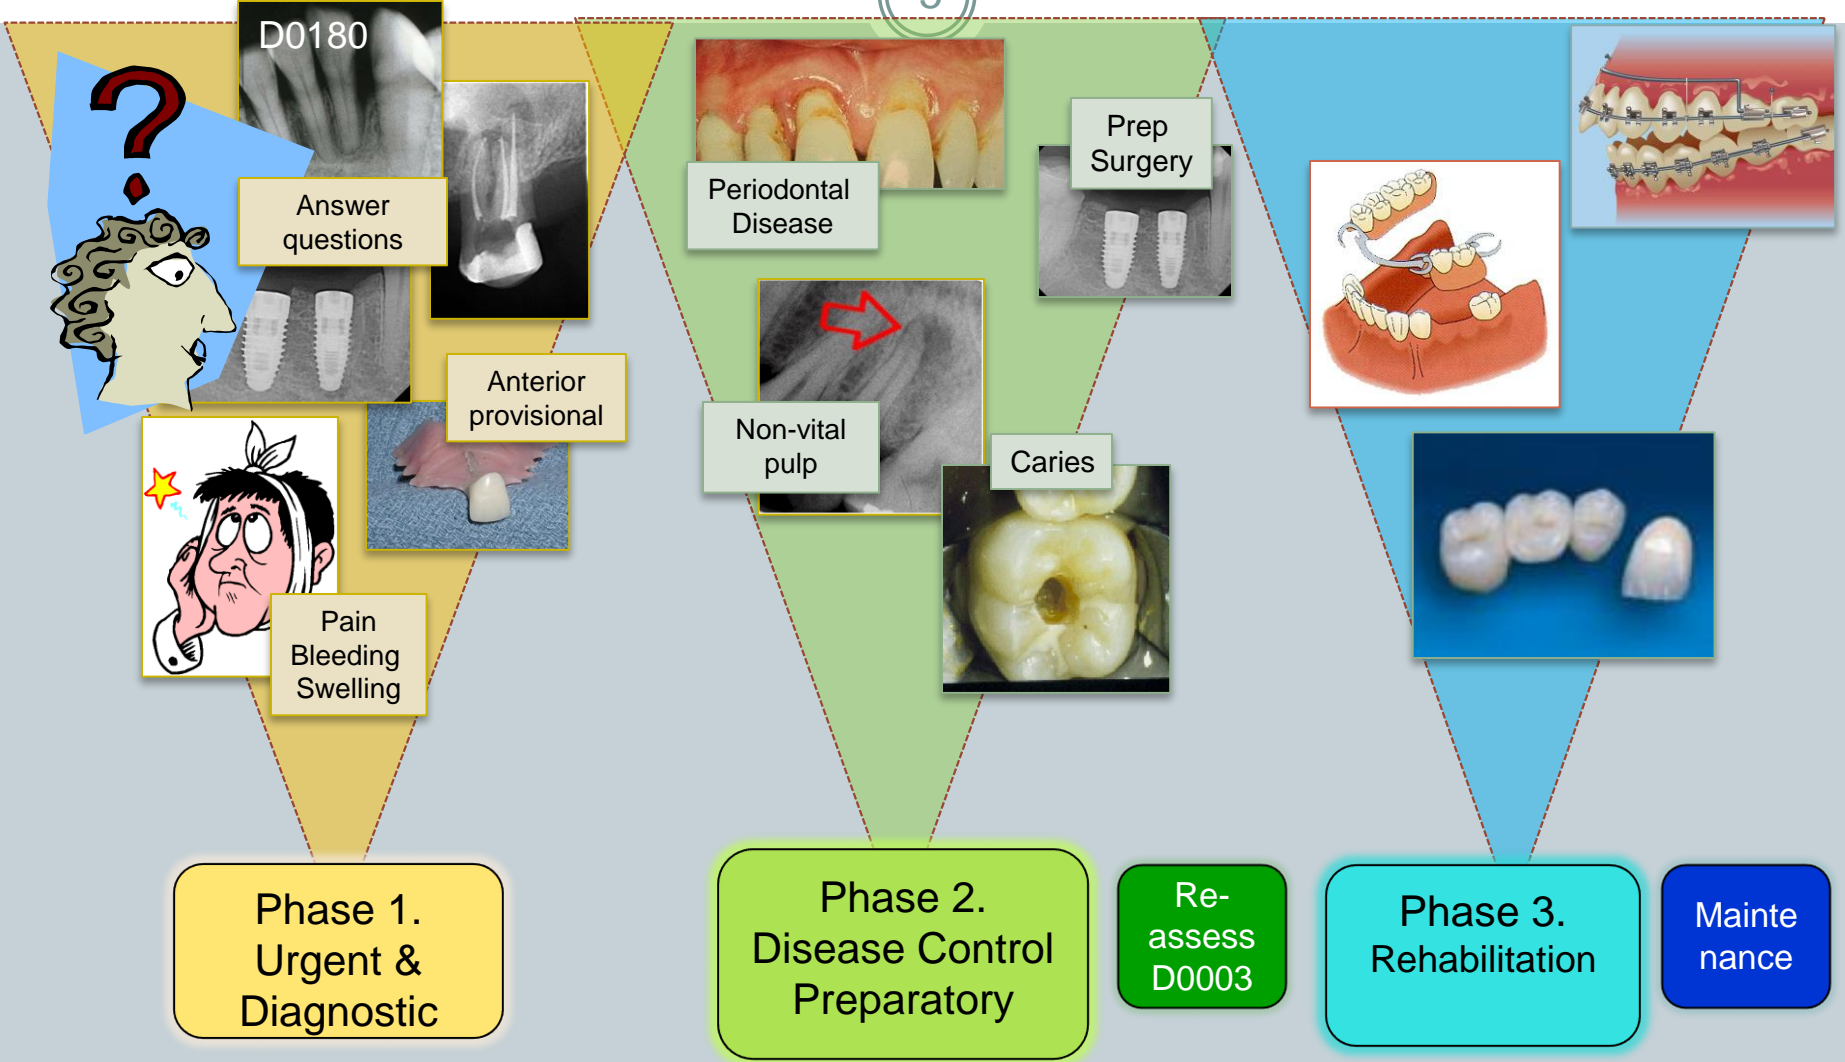 D0180
Answer
questions
Anterior
provisional
Pain
Bleeding
Swelling
Periodontal
Disease
Prep
Surgery
Non-vital
pulp
Caries
Phase 1.
Urgent &
Diagnostic
Phase 2.
Disease Control
Preparatory
Re-
assess
D0003
Phase 3.
Rehabilitation
Mainte
nance